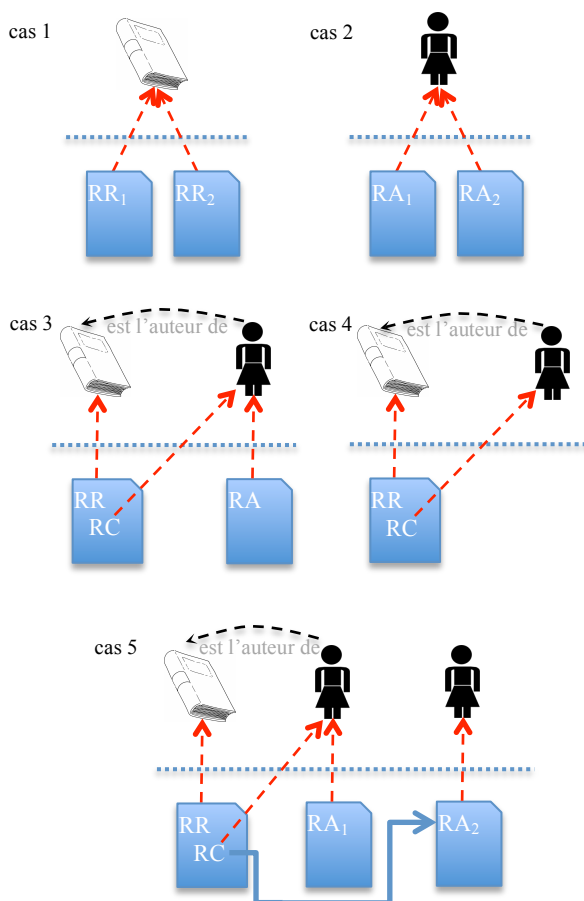 cas 1
cas 2
RR₁
RR₂
RA₁
RA₂
cas 3
est l'auteur de
cas 4
est l'auteur de
RR
RC
RA
RR
RC
cas 5
est l'auteur de
RR
RC
RA₁
RA₂